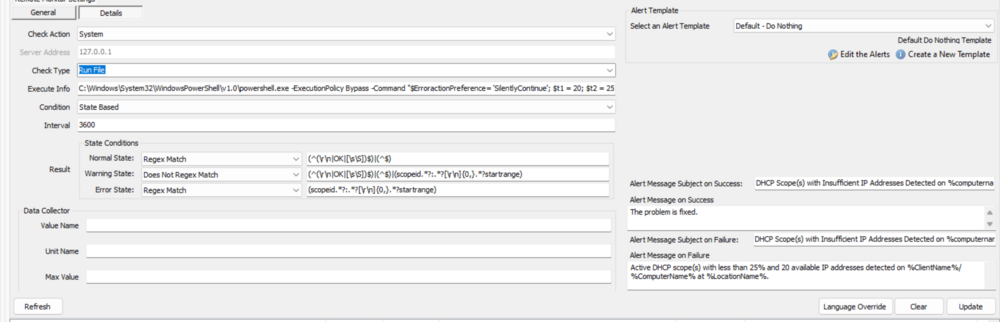 Remote Monitor Settings
General
Details
Check Action
System
Server Address
127.0.0.1
Check Type
Run File
Execute Info
C:\Windows\System32\WindowsPowerShell\v1.0\powershell.exe -ExecutionPolicy Bypass -Command "$ErroractionPreference= 'SilentlyContinue'; $t1 = 20; $t2 = 25
Condition
State Based
Interval
3600
State Conditions
Result
Normal State:
Regex Match
(^(\r\n|OK|[\s\S])$)|(^$)
Warning State:
Does Not Regex Match
(^(\r\n|OK|[\s\S])$)|(^$)|(scopeid.*?:.*?[\r\n]{0,}.*?startrange)
Error State:
Regex Match
(scopeid.*?:.*?[\r\n]{0,}.*?startrange)
Data Collector
Value Name
Unit Name
Max Value
Refresh
Alert Template
Select an Alert Template
Default - Do Nothing
Default Do Nothing Template
Edit the Alerts
Create a New Template
Alert Message Subject on Success:
DHCP Scope(s) with Insufficient IP Addresses Detected on %computerna
Alert Message on Success
The problem is fixed.
Alert Message Subject on Failure:
DHCP Scope(s) with Insufficient IP Addresses Detected on %computernar
Alert Message on Failure
Active DHCP scope(s) with less than 25% and 20 available IP addresses detected on %ClientName%/
%ComputerName% at %LocationName%.
Language Override
Clear
Update